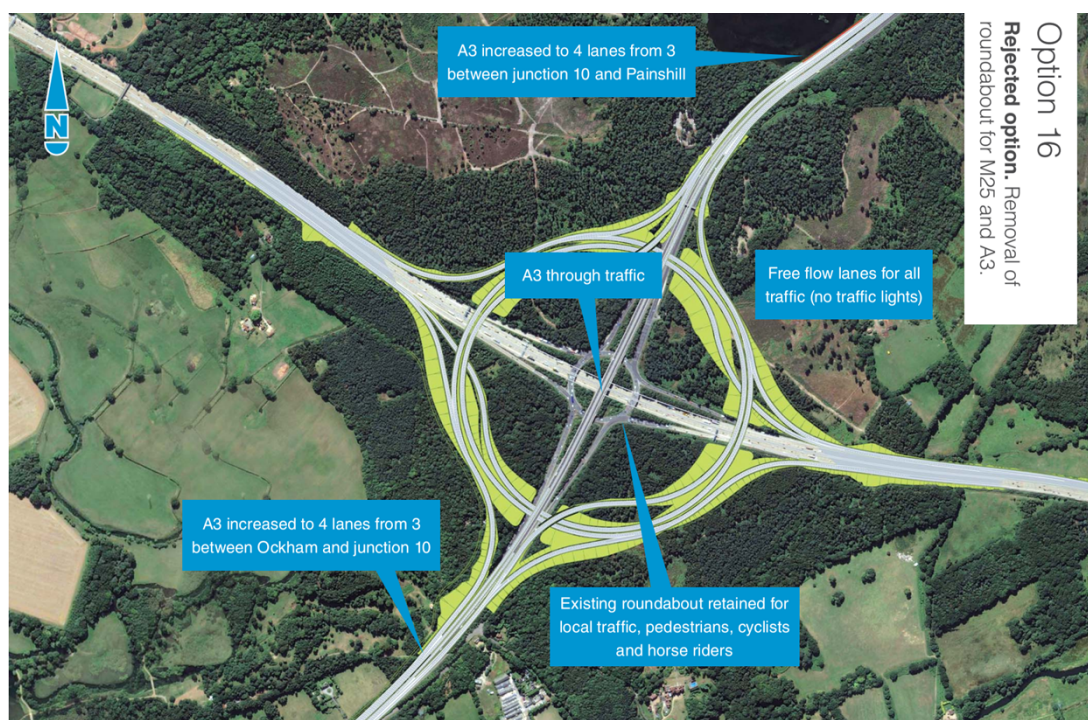 Option 16
Rejected option. Removal of
roundabout for M25 and A3.
A3 increased to 4 lanes from 3
between junction 10 and Painshill
N
A3 through traffic
Free flow lanes for all
traffic (no traffic lights)
A3 increased to 4 lanes from 3
between Ockham and junction 10
Existing roundabout retained for
local traffic, pedestrians, cyclists
and horse riders